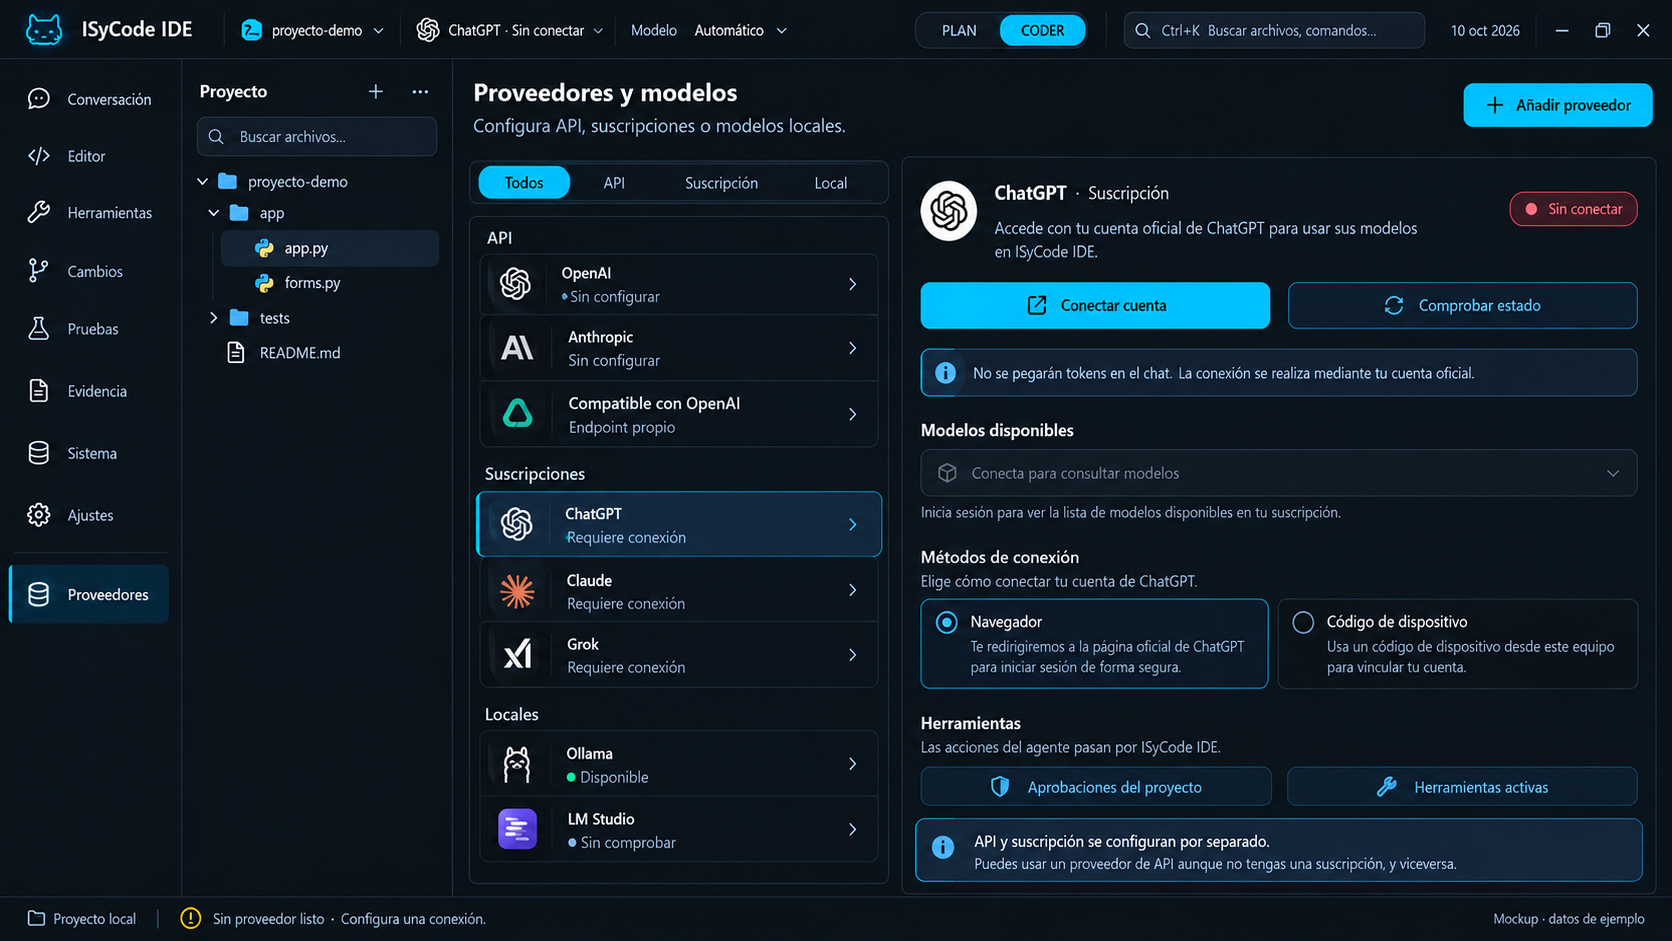 ISyCode IDE
proyecto-demo
ChatGPT · Sin conectar
Modelo Automático
PLAN CODER
Ctrl+K Buscar archivos, comandos...
10 oct 2026
Conversación
Editor
Herramientas
Cambios
Pruebas
Evidencia
Sistema
Ajustes
Proveedores
Proyecto
Buscar archivos...
proyecto-demo
app
app.py
forms.py
tests
README.md
Proveedores y modelos
Configura API, suscripciones o modelos locales.
Añadir proveedor
Todos API Suscripción Local
API
OpenAI
Sin configurar
Anthropic
Sin configurar
Compatible con OpenAI
Endpoint propio
Suscripciones
ChatGPT
Requiere conexión
Claude
Requiere conexión
Grok
Requiere conexión
Locales
Ollama
Disponible
LM Studio
Sin comprobar
ChatGPT · Suscripción
Sin conectar
Accede con tu cuenta oficial de ChatGPT para usar sus modelos
en ISyCode IDE.
Conectar cuenta
Comprobar estado
No se pegarán tokens en el chat. La conexión se realiza mediante tu cuenta oficial.
Modelos disponibles
Conecta para consultar modelos
Inicia sesión para ver la lista de modelos disponibles en tu suscripción.
Métodos de conexión
Elige cómo conectar tu cuenta de ChatGPT.
Navegador
Te redirigiremos a la página oficial de ChatGPT
para iniciar sesión de forma segura.
Código de dispositivo
Usa un código de dispositivo desde este equipo
para vincular tu cuenta.
Herramientas
Las acciones del agente pasan por ISyCode IDE.
Aprobaciones del proyecto
Herramientas activas
API y suscripción se configuran por separado.
Puedes usar un proveedor de API aunque no tengas una suscripción, y viceversa.
Proyecto local
Sin proveedor listo · Configura una conexión.
Mockup · datos de ejemplo